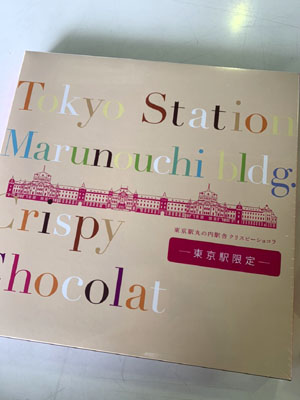 Tokyo Station
Marunouchi bldg.
Crispy
東京駅丸の内駅舎クリスピーショコラ
―東京駅限定―
Chocolat